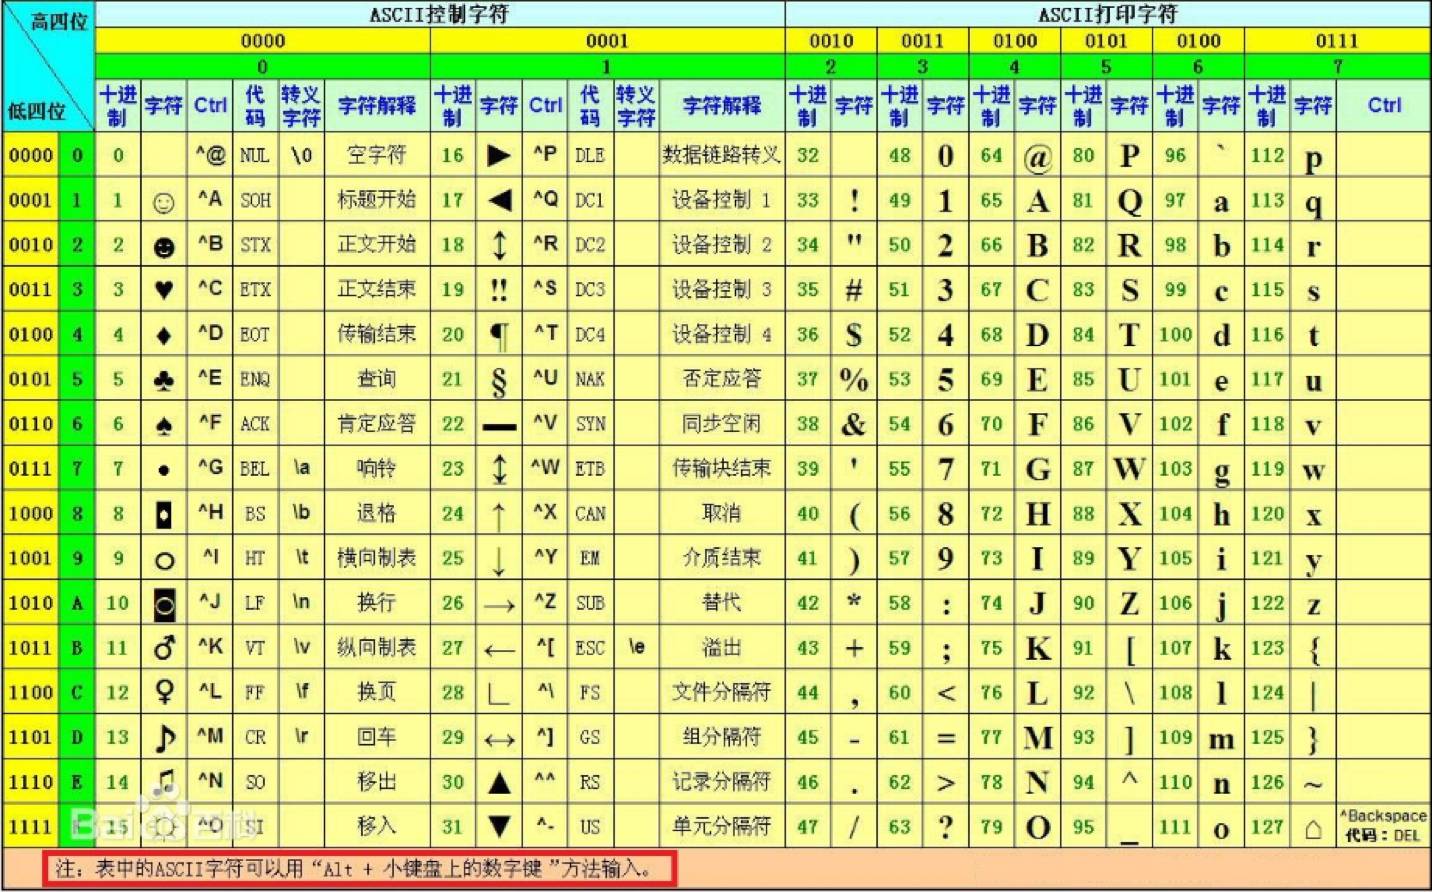 高四位 ASCII控制字符 ASCII打印字符
0000 0001 0010 0011 0100 0101 0100 0111
0 1 2 3 4 5 6 7
低四位 十进制 字符 Ctrl 代码 转义字符 字符解释 十进制 字符 Ctrl 代码 转义字符 字符解释 十进制 字符 十进制 字符 十进制 字符 十进制 字符 十进制 字符 十进制 字符 Ctrl
0000 0 0 ^@ NUL \0 空字符 16 ► ^P DLE 数据链路转义 32 48 0 64 @ 80 P 96 ` 112 p
0001 1 1 ☺ ^A SOH 标题开始 17 ◄ ^Q DC1 设备控制 1 33 ! 49 1 65 A 81 Q 97 a 113 q
0010 2 2 ☻ ^B STX 正文开始 18 ↕ ^R DC2 设备控制 2 34 " 50 2 66 B 82 R 98 b 114 r
0011 3 3 ♥ ^C ETX 正文结束 19 ‼ ^S DC3 设备控制 3 35 # 51 3 67 C 83 S 99 c 115 s
0100 4 4 ♦ ^D EOT 传输结束 20 ¶ ^T DC4 设备控制 4 36 $ 52 4 68 D 84 T 100 d 116 t
0101 5 5 ♣ ^E ENQ 查询 21 § ^U NAK 否定应答 37 % 53 5 69 E 85 U 101 e 117 u
0110 6 6 ♠ ^F ACK 肯定应答 22 ▬ ^V SYN 同步空闲 38 & 54 6 70 F 86 V 102 f 118 v
0111 7 7 • ^G BEL \a 响铃 23 ↨ ^W ETB 传输块结束 39 ' 55 7 71 G 87 W 103 g 119 w
1000 8 8 ◘ ^H BS \b 退格 24 ↑ ^X CAN 取消 40 ( 56 8 72 H 88 X 104 h 120 x
1001 9 9 ○ ^I HT \t 横向制表 25 ↓ ^Y EM 介质结束 41 ) 57 9 73 I 89 Y 105 i 121 y
1010 A 10 ◙ ^J LF \n 换行 26 → ^Z SUB 替代 42 * 58 : 74 J 90 Z 106 j 122 z
1011 B 11 ♂ ^K VT \v 纵向制表 27 ← ^[ ESC \e 溢出 43 + 59 ; 75 K 91 [ 107 k 123 {
1100 C 12 ♀ ^L FF \f 换页 28 ∟ ^\ FS 文件分隔符 44 , 60 < 76 L 92 \ 108 l 124 |
1101 D 13 ♪ ^M CR \r 回车 29 ↔ ^] GS 组分隔符 45 - 61 = 77 M 93 ] 109 m 125 }
1110 E 14 ♫ ^N SO 移出 30 ▲ ^^ RS 记录分隔符 46 . 62 > 78 N 94 ^ 110 n 126 ~
1111 F 15 ☼ ^O SI 移入 31 ▼ ^- US 单元分隔符 47 / 63 ? 79 O 95 _ 111 o 127 ⌂ ^Backspace 代码：DEL
Bai 百科
注：表中的ASCII字符可以用“Alt + 小键盘上的数字键”方法输入。